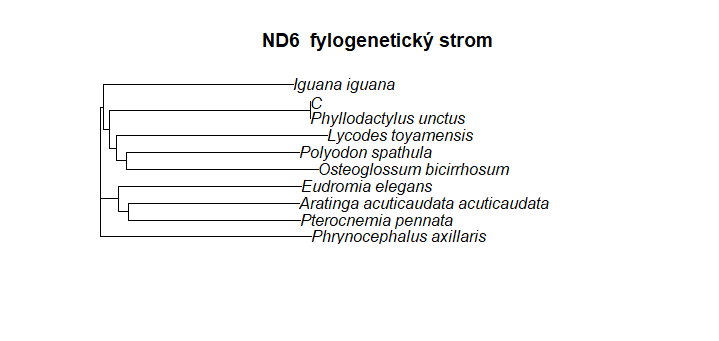 ND6 fylogenetický strom
Iguana iguana
C
Phyllodactylus unctus
Lycodes toyamensis
Polyodon spathula
Osteoglossum bicirrhosum
Eudromia elegans
Aratinga acuticaudata acuticaudata
Pterocnemia pennata
Phrynocephalus axillaris